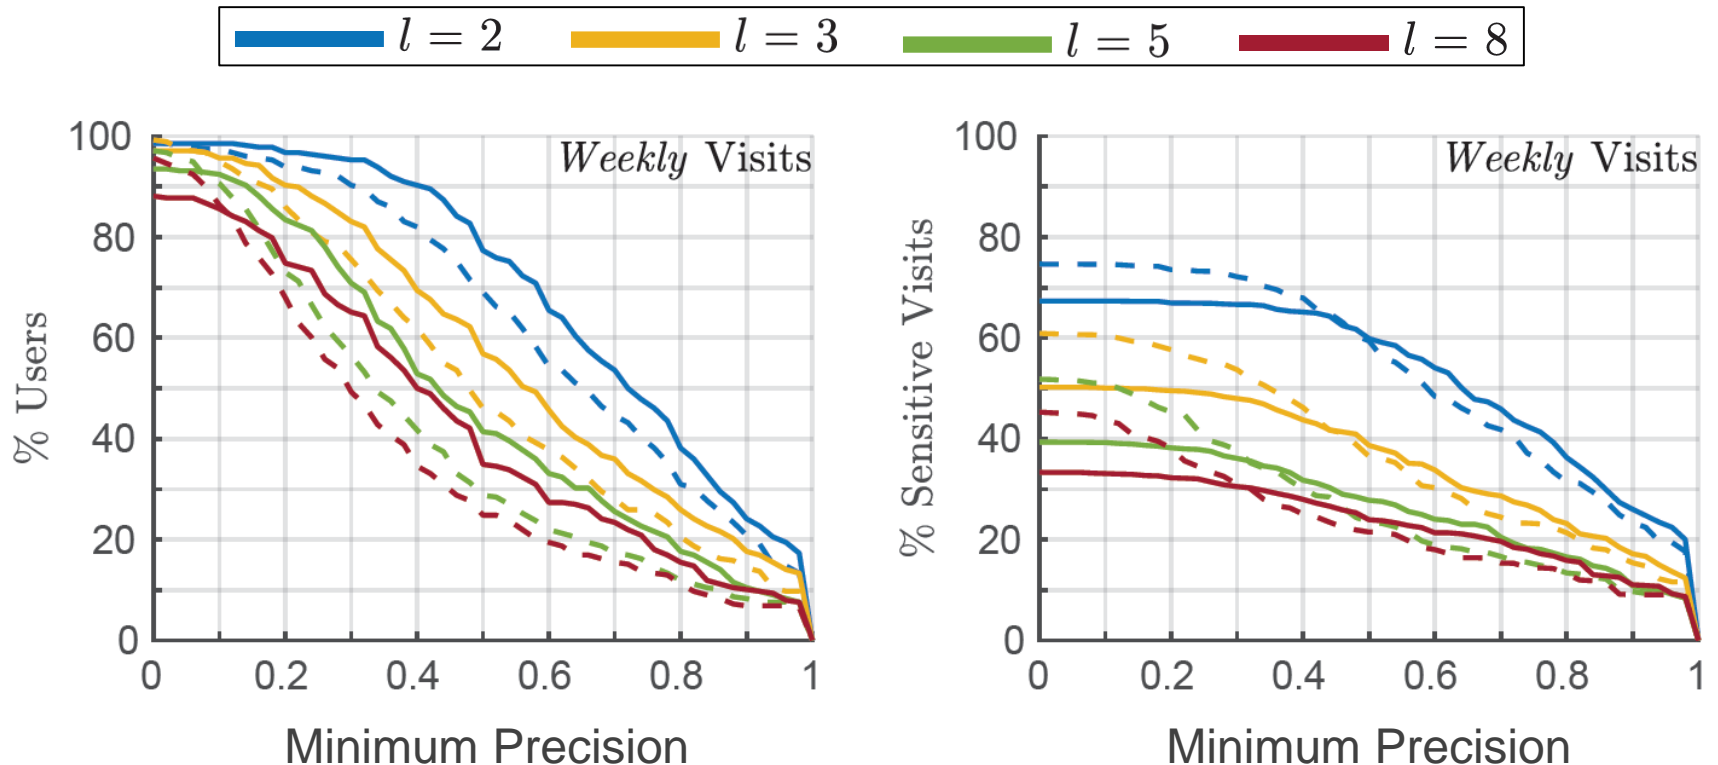 l = 2 l = 3 l = 5 l = 8
% Users
100
80
60
40
20
0
Weekly Visits
0 0.2 0.4 0.6 0.8 1
Minimum Precision
% Sensitive Visits
100
80
60
40
20
0
Weekly Visits
0 0.2 0.4 0.6 0.8 1
Minimum Precision